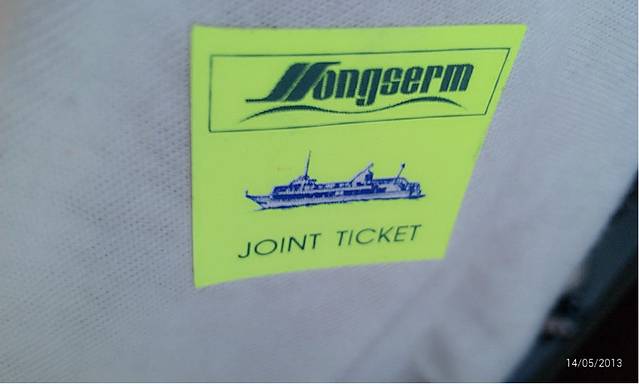 Songserm
JOINT TICKET
14/05/2013